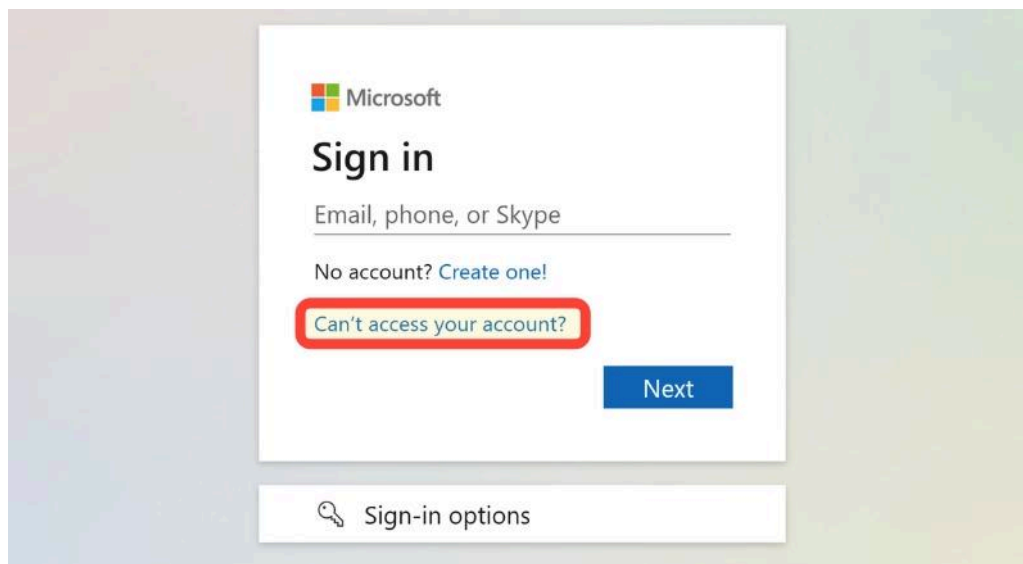 Microsoft
Sign in
Email, phone, or Skype
No account? Create one!
Can't access your account?
Next
Sign-in options